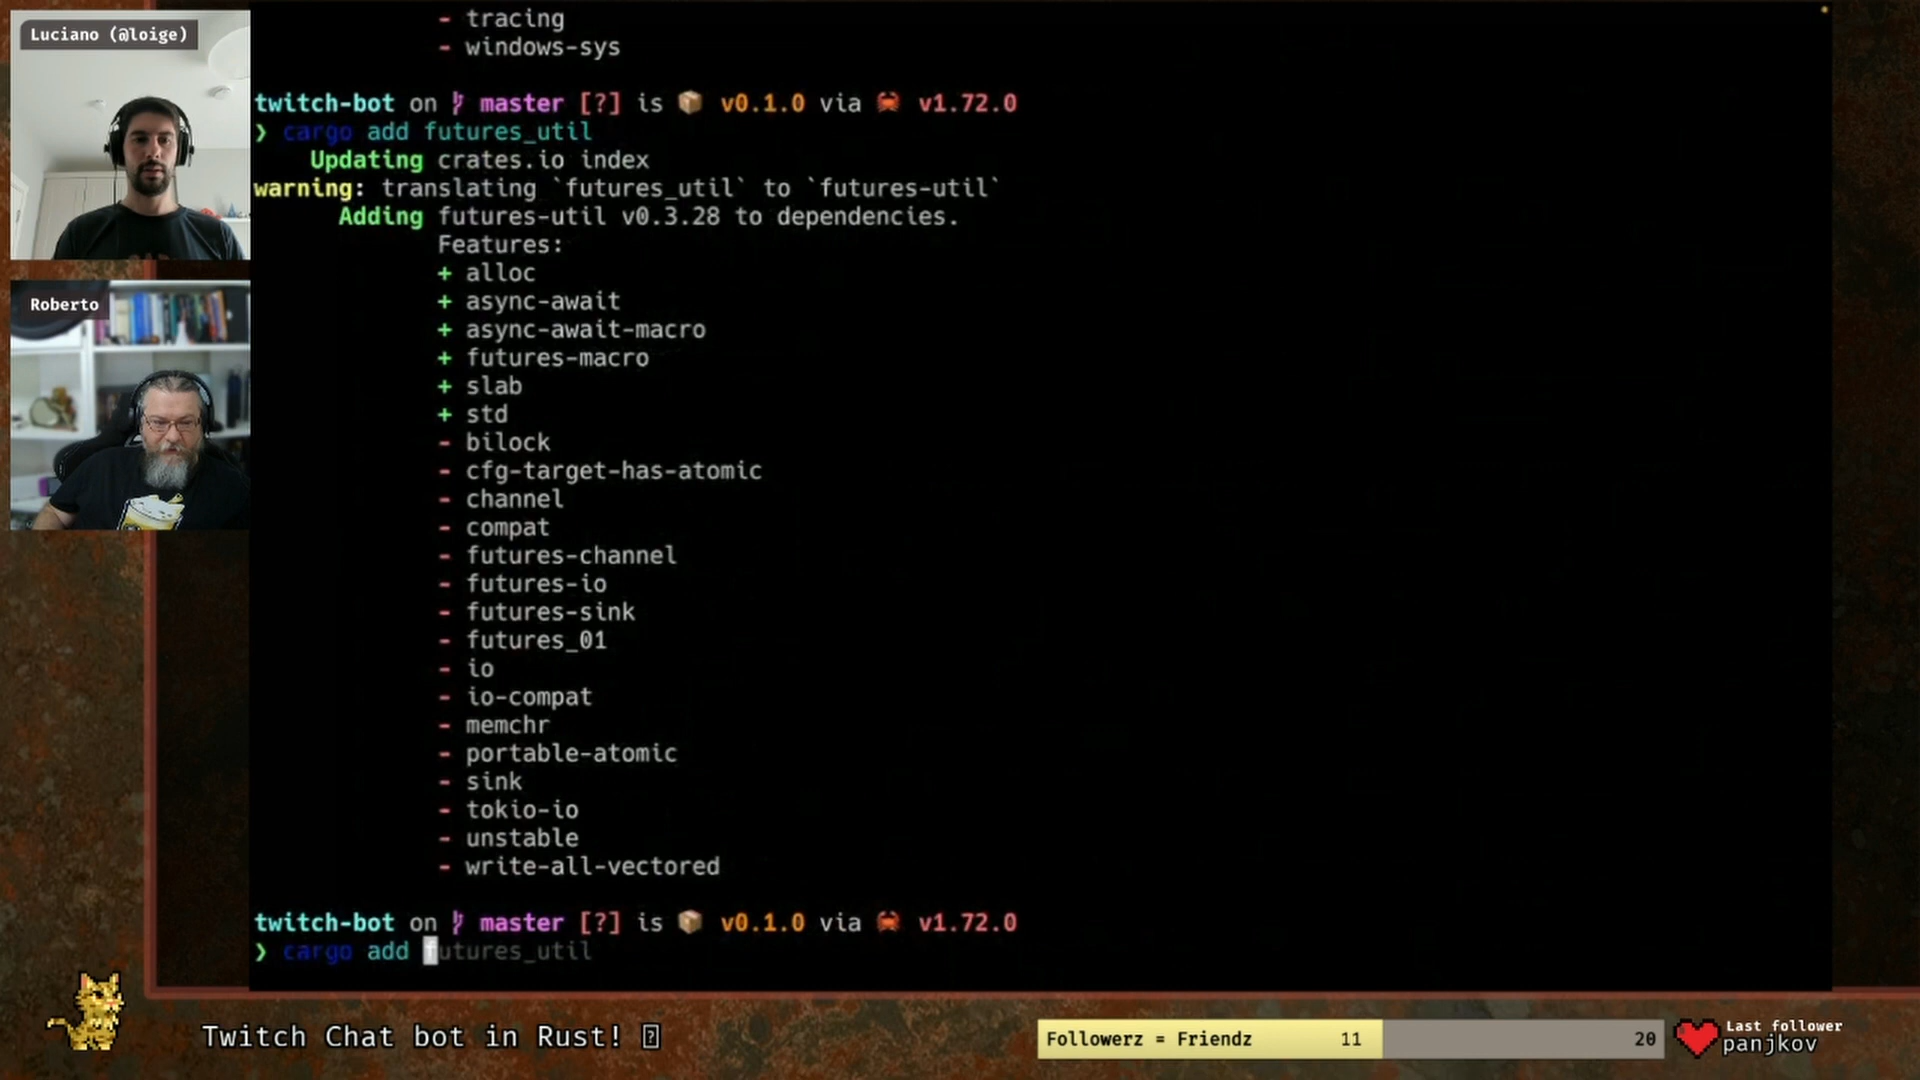 Luciano (@loige)
Roberto
- tracing
- windows-sys
twitch-bot on master [?] is 📦 v0.1.0 via 🦀 v1.72.0
❯ cargo add futures_util
Updating crates.io index
warning: translating `futures_util` to `futures-util`
Adding futures-util v0.3.28 to dependencies.
Features:
+ alloc
+ async-await
+ async-await-macro
+ futures-macro
+ slab
+ std
- bilock
- cfg-target-has-atomic
- channel
- compat
- futures-channel
- futures-io
- futures-sink
- futures_01
- io
- io-compat
- memchr
- portable-atomic
- sink
- tokio-io
- unstable
- write-all-vectored
twitch-bot on master [?] is 📦 v0.1.0 via 🦀 v1.72.0
❯ cargo add futures_util
Twitch Chat bot in Rust!
Followerz = Friendz 11 20
Last follower
panjkov